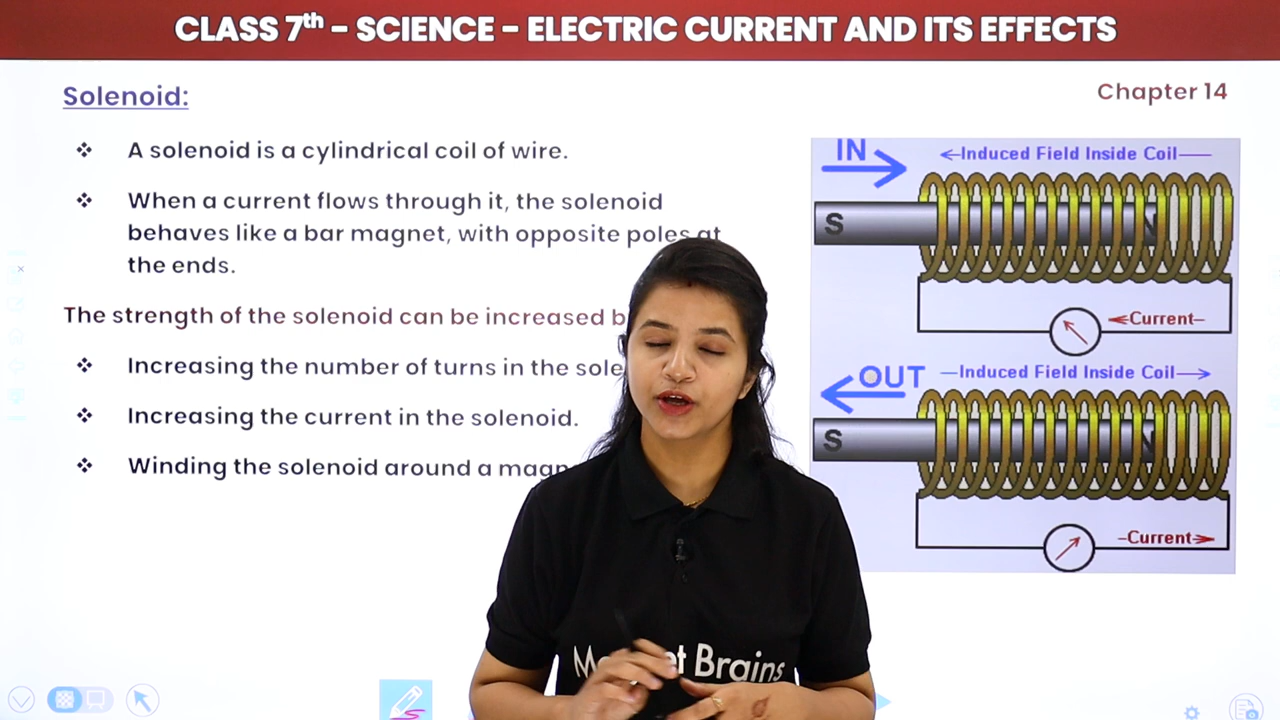 CLASS 7th - SCIENCE - ELECTRIC CURRENT AND ITS EFFECTS
Solenoid:
Chapter 14
❖ A solenoid is a cylindrical coil of wire.
❖ When a current flows through it, the solenoid
behaves like a bar magnet, with opposite poles at
the ends.
The strength of the solenoid can be increased
❖ Increasing the number of turns in the
❖ Increasing the current in the solenoid.
❖ Winding the solenoid around a
IN
Induced Field Inside Coil
S
N
Current
OUT
Induced Field Inside Coil
S
N
Current
Brains